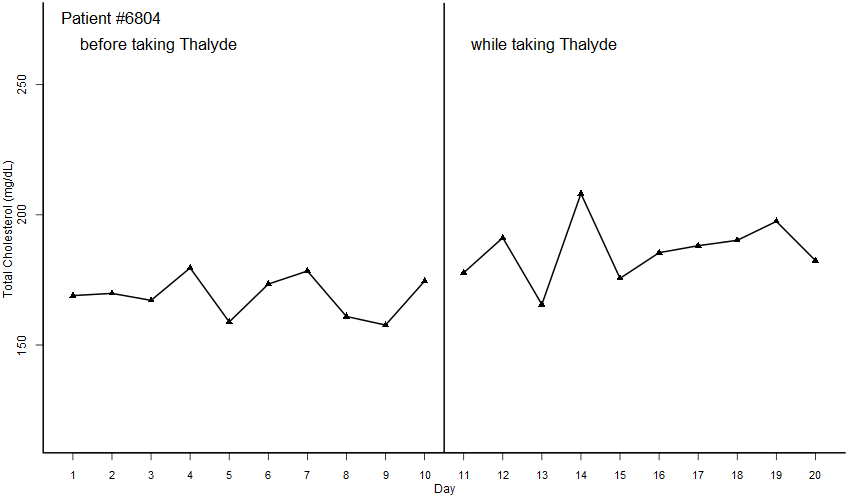 Patient #6804
before taking Thalyde
while taking Thalyde
Total Cholesterol (mg/dL)
250
200
150
1 2 3 4 5 6 7 8 9 10 11 12 13 14 15 16 17 18 19 20
Day